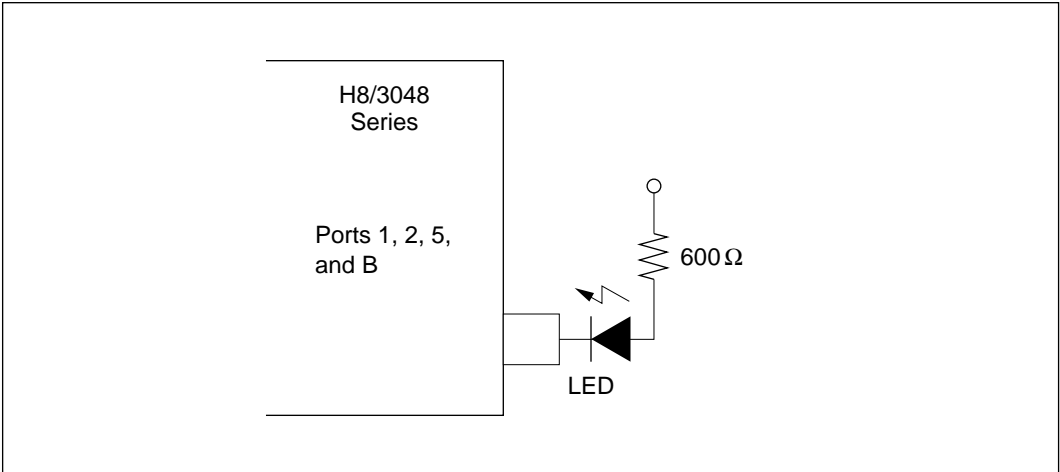 H8/3048
Series
Ports 1, 2, 5,
and B
600 Ω
LED